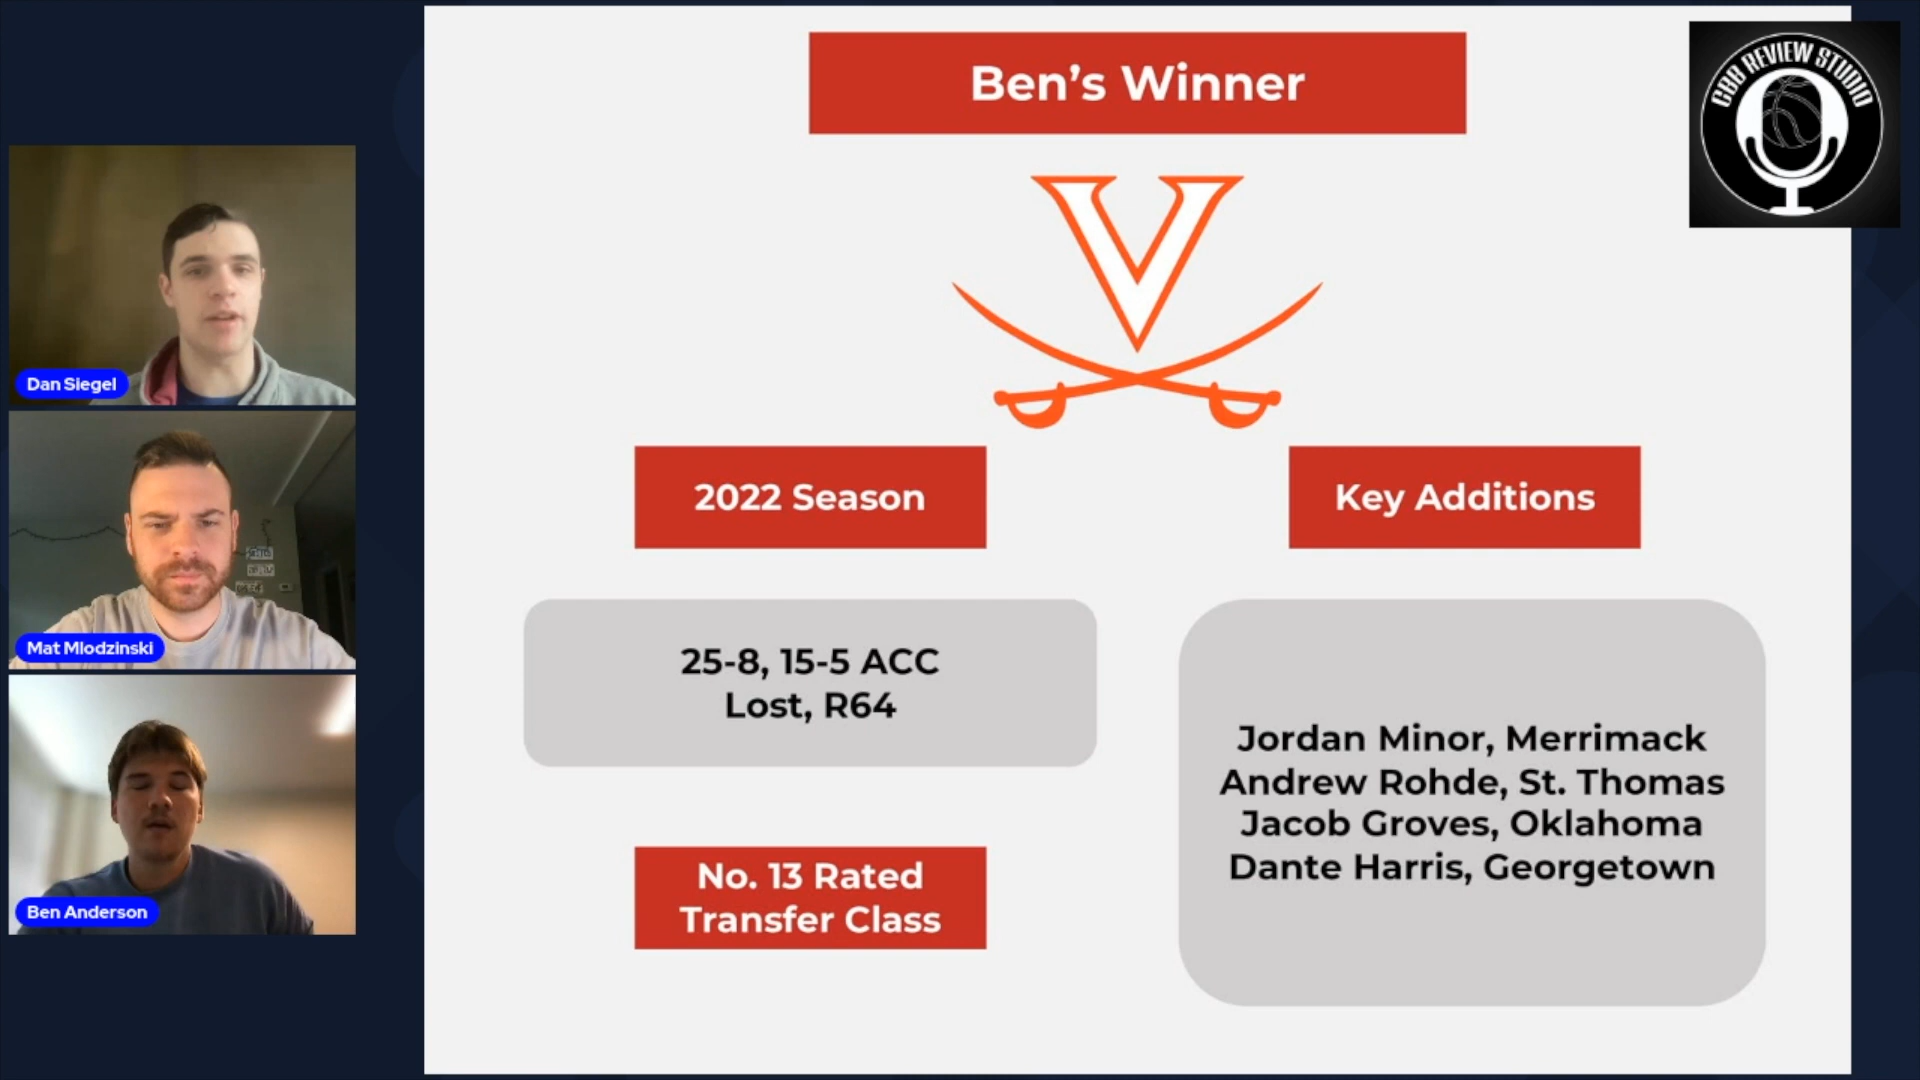 Ben's Winner
CBB REVIEW STUDIO
Dan Siegel
Mat Mlodzinski
Ben Anderson
2022 Season
25-8, 15-5 ACC
Lost, R64
No. 13 Rated
Transfer Class
Key Additions
Jordan Minor, Merrimack
Andrew Rohde, St. Thomas
Jacob Groves, Oklahoma
Dante Harris, Georgetown